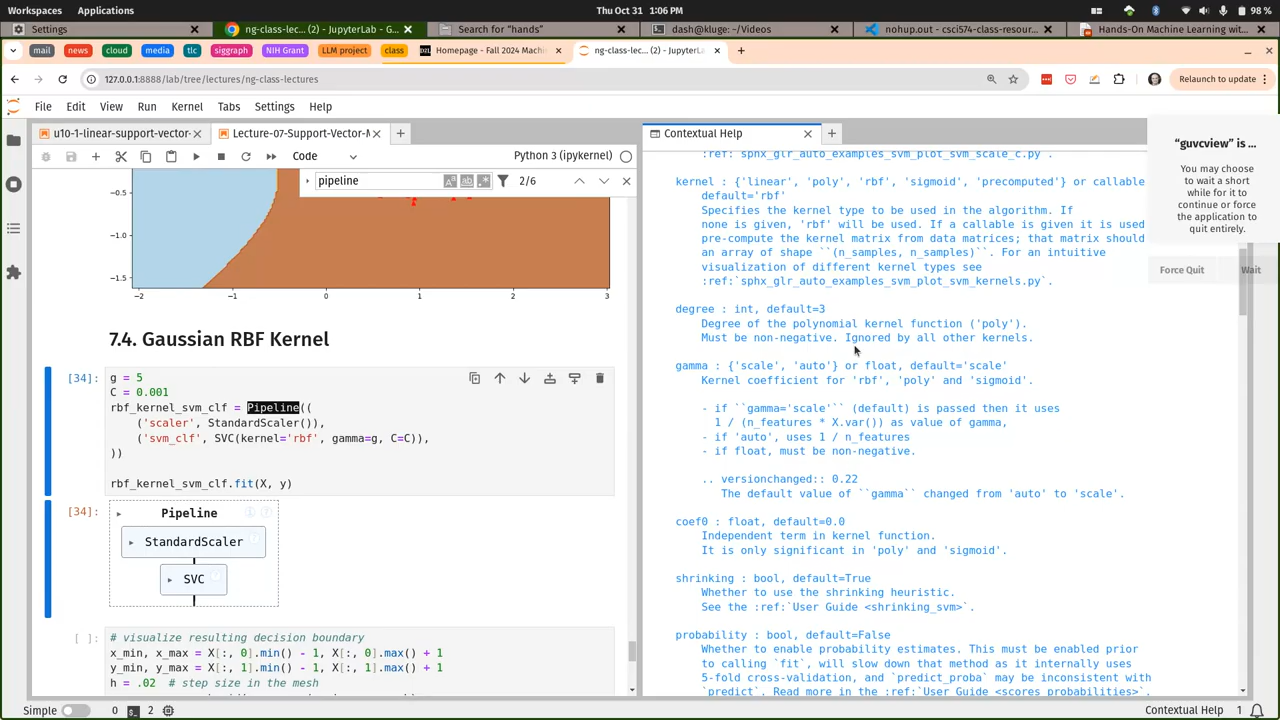 Workspaces Applications Thu Oct 31 1:06 PM 98 %
Settings ng-class-lec... (2) - JupyterLab - G... Search for “hands” dash@kluge: ~/Videos nohup.out - csci574-class-resour... Hands-On Machine Learning wit...
mail news cloud media tlc siggraph NIH Grant LLM project class Homepage - Fall 2024 Machi ng-class-lec... (2) - JupyterLa
127.0.0.1:8888/lab/tree/lectures/ng-class-lectures Relaunch to update
File Edit View Run Kernel Tabs Settings Help
u10-1-linear-support-vector- Lecture-07-Support-Vector-M Contextual Help
Code Python 3 (ipykernel)
pipeline 2/6
−0.5
−1.0
−1.5
−2 −1 0 1 2 3
7.4. Gaussian RBF Kernel
[34]: g = 5
C = 0.001
rbf_kernel_svm_clf = Pipeline((
('scaler', StandardScaler()),
('svm_clf', SVC(kernel='rbf', gamma=g, C=C)),
))
rbf_kernel_svm_clf.fit(X, y)
[34]: Pipeline
StandardScaler
SVC
[ ]: # visualize resulting decision boundary
x_min, x_max = X[:, 0].min() - 1, X[:, 0].max() + 1
y_min, y_max = X[:, 1].min() - 1, X[:, 1].max() + 1
h = .02 # step size in the mesh
:ref:`sphx_glr_auto_examples_svm_plot_svm_scale_c.py`.
kernel : {'linear', 'poly', 'rbf', 'sigmoid', 'precomputed'} or callable
default='rbf'
Specifies the kernel type to be used in the algorithm. If
none is given, 'rbf' will be used. If a callable is given it is used
pre-compute the kernel matrix from data matrices; that matrix should
an array of shape ``(n_samples, n_samples)``. For an intuitive
visualization of different kernel types see
:ref:`sphx_glr_auto_examples_svm_plot_svm_kernels.py`.
degree : int, default=3
Degree of the polynomial kernel function ('poly').
Must be non-negative. Ignored by all other kernels.
gamma : {'scale', 'auto'} or float, default='scale'
Kernel coefficient for 'rbf', 'poly' and 'sigmoid'.
- if ``gamma='scale'`` (default) is passed then it uses
1 / (n_features * X.var()) as value of gamma,
- if 'auto', uses 1 / n_features
- if float, must be non-negative.
.. versionchanged:: 0.22
The default value of ``gamma`` changed from 'auto' to 'scale'.
coef0 : float, default=0.0
Independent term in kernel function.
It is only significant in 'poly' and 'sigmoid'.
shrinking : bool, default=True
Whether to use the shrinking heuristic.
See the :ref:`User Guide <shrinking_svm>`.
probability : bool, default=False
Whether to enable probability estimates. This must be enabled prior
to calling `fit`, will slow down that method as it internally uses
5-fold cross-validation, and `predict_proba` may be inconsistent with
`predict`. Read more in the :ref:`User Guide <scores_probabilities>`.
“guvcview” is ...
You may choose
to wait a short
while for it to
continue or force
the application to
quit entirely.
Force Quit Wait
Simple 0 2 Contextual Help 1